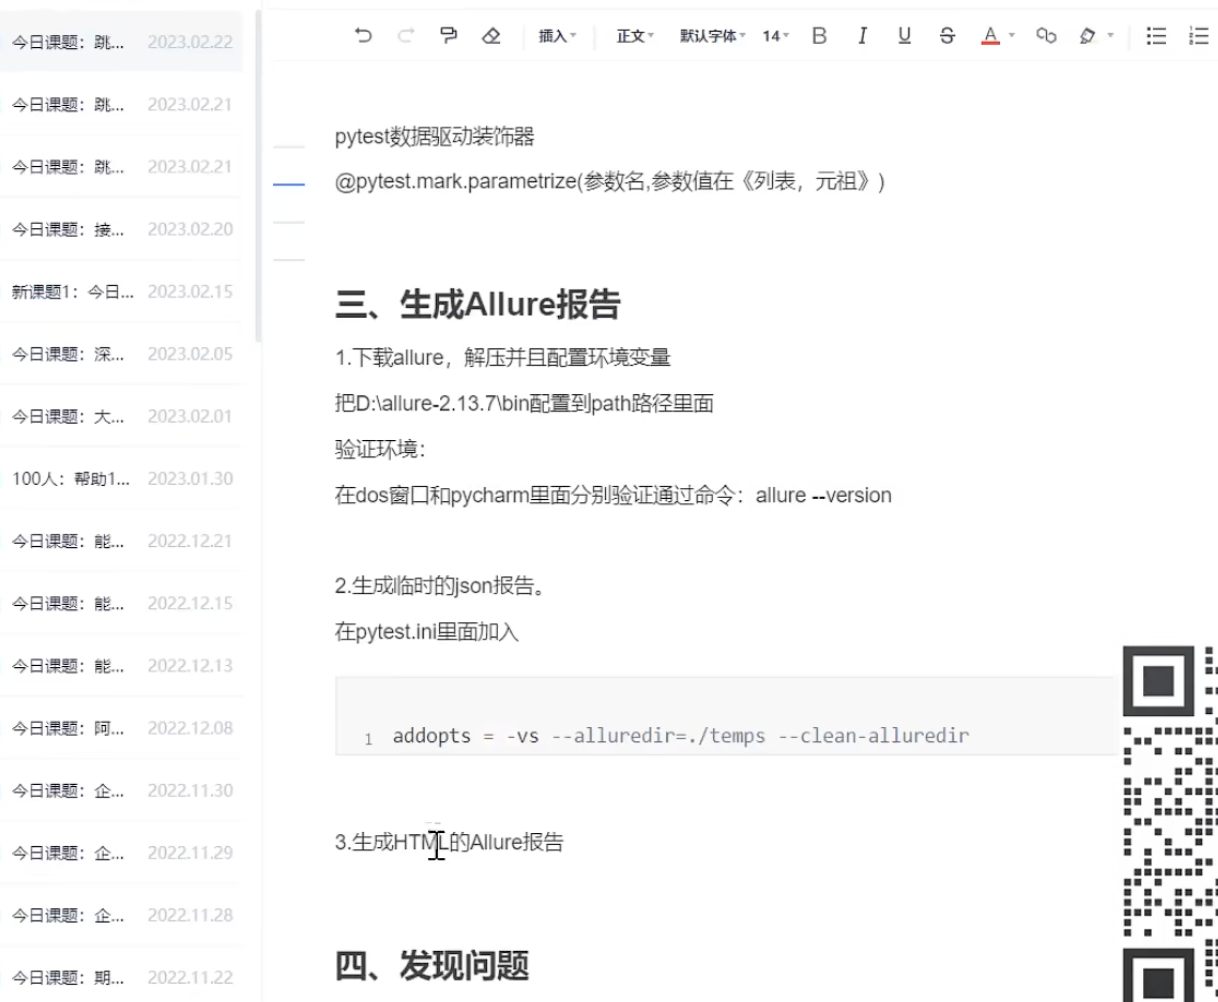 今日课题：跳... 2023.02.22
今日课题：跳... 2023.02.21
今日课题：跳... 2023.02.21
今日课题：接... 2023.02.20
新课题1：今日... 2023.02.15
今日课题：深... 2023.02.05
今日课题：大... 2023.02.01
100人：帮助1... 2023.01.30
今日课题：能... 2022.12.21
今日课题：能... 2022.12.15
今日课题：能... 2022.12.13
今日课题：阿... 2022.12.08
今日课题：企... 2022.11.30
今日课题：企... 2022.11.29
今日课题：企... 2022.11.28
今日课题：期... 2022.11.22
插入 正文 默认字体 14 B I U S A
pytest数据驱动装饰器
@pytest.mark.parametrize(参数名,参数值在《列表，元祖》)
三、生成Allure报告
1.下载allure，解压并且配置环境变量
把D:\allure-2.13.7\bin配置到path路径里面
验证环境：
在dos窗口和pycharm里面分别验证通过命令：allure --version
2.生成临时的json报告。
在pytest.ini里面加入
1 addopts = -vs --alluredir=./temps --clean-alluredir
3.生成HTML的Allure报告
四、发现问题